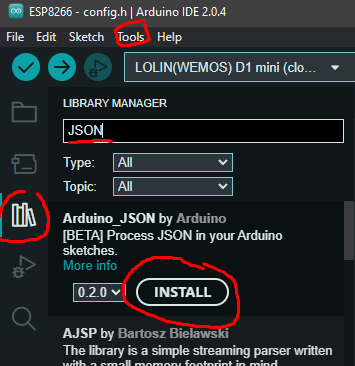 ESP8266 - config.h | Arduino IDE 2.0.4
File Edit Sketch Tools Help
LOLIN(WEMOS) D1 mini (clo...
LIBRARY MANAGER
JSON
Type: All
Topic: All
Arduino_JSON by Arduino
[BETA] Process JSON in your Arduino
sketches.
More info
0.2.0 INSTALL
AJSP by Bartosz Bielawski
The library is a simple streaming parser written
with a small memory footprint in mind